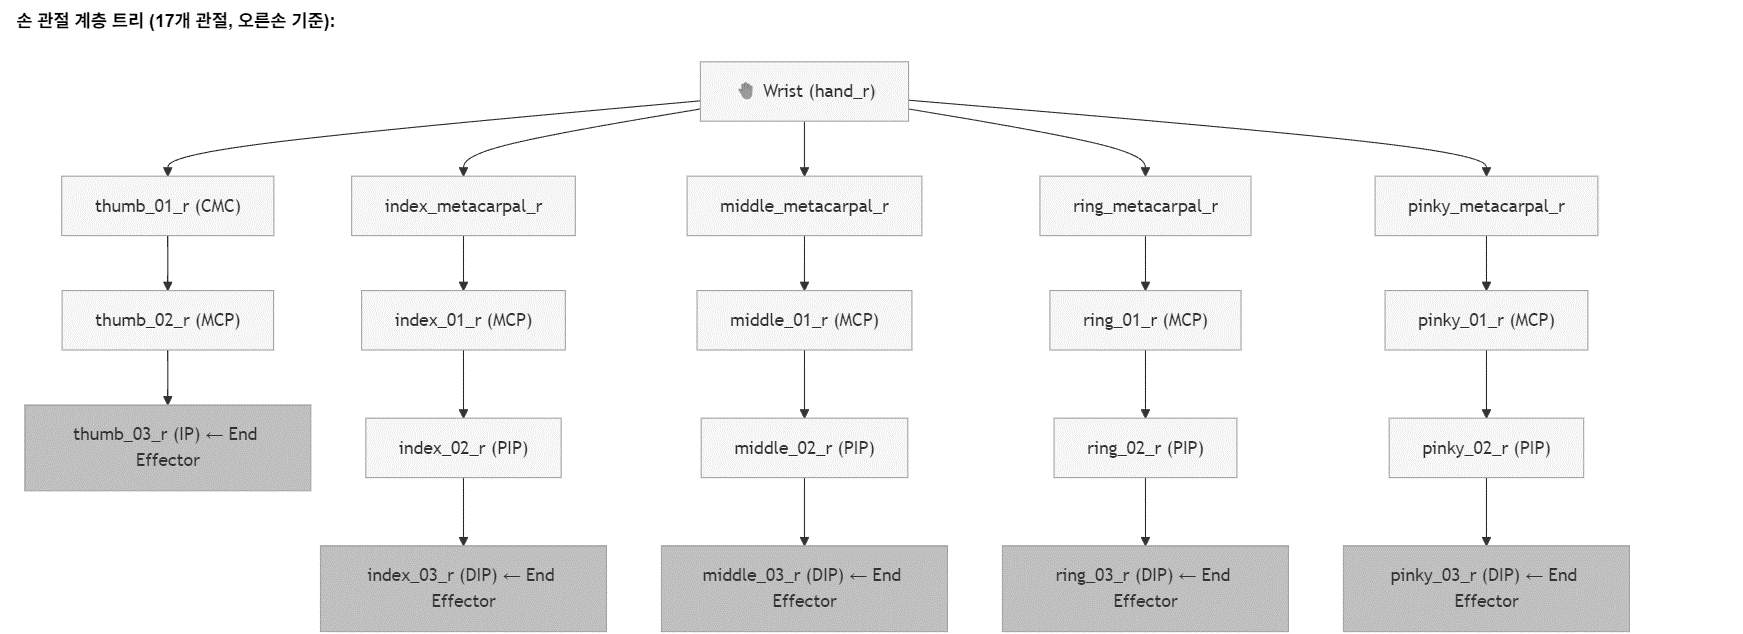 손 관절 계층 트리 (17개 관절, 오른손 기준):
Wrist (hand_r)
thumb_01_r (CMC)
index_metacarpal_r
middle_metacarpal_r
ring_metacarpal_r
pinky_metacarpal_r
thumb_02_r (MCP)
index_01_r (MCP)
middle_01_r (MCP)
ring_01_r (MCP)
pinky_01_r (MCP)
thumb_03_r (IP) ← End
Effector
index_02_r (PIP)
middle_02_r (PIP)
ring_02_r (PIP)
pinky_02_r (PIP)
index_03_r (DIP) ← End
Effector
middle_03_r (DIP) ← End
Effector
ring_03_r (DIP) ← End
Effector
pinky_03_r (DIP) ← End
Effector